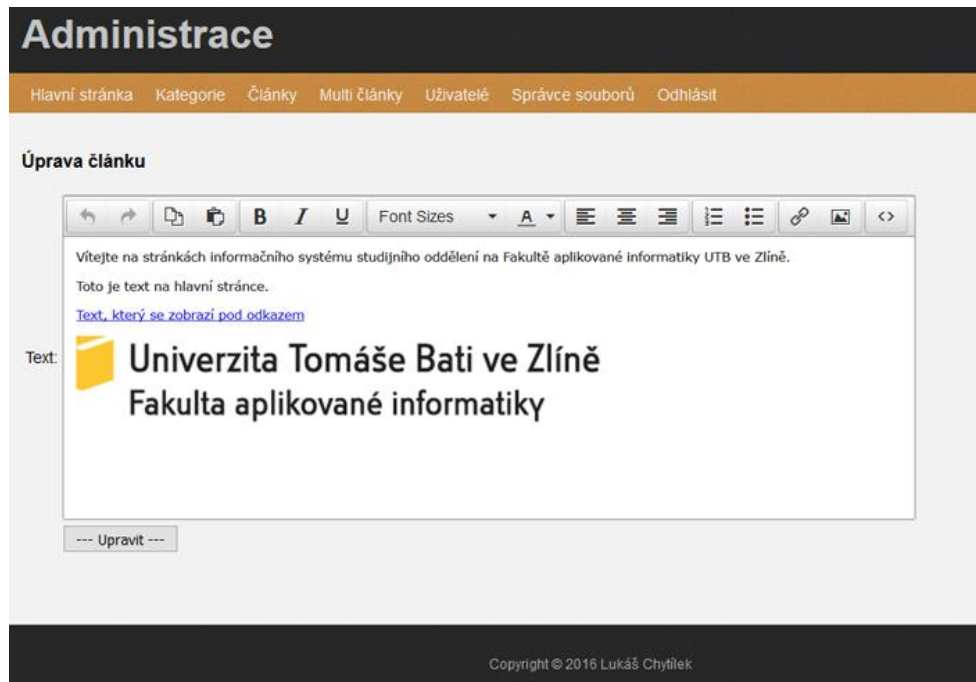 Administrace
Hlavní stránka Kategorie Články Multi články Uživatelé Správce souborů Odhlásit
Úprava článku
B I U Font Sizes A
Vítejte na stránkách informačního systému studijního oddělení na Fakultě aplikované informatiky UTB ve Zlíně.
Toto je text na hlavní stránce.
Text, který se zobrazí pod odkazem
Text:
Univerzita Tomáše Bati ve Zlíně
Fakulta aplikované informatiky
--- Upravit ---
Copyright © 2016 Lukáš Chytílek